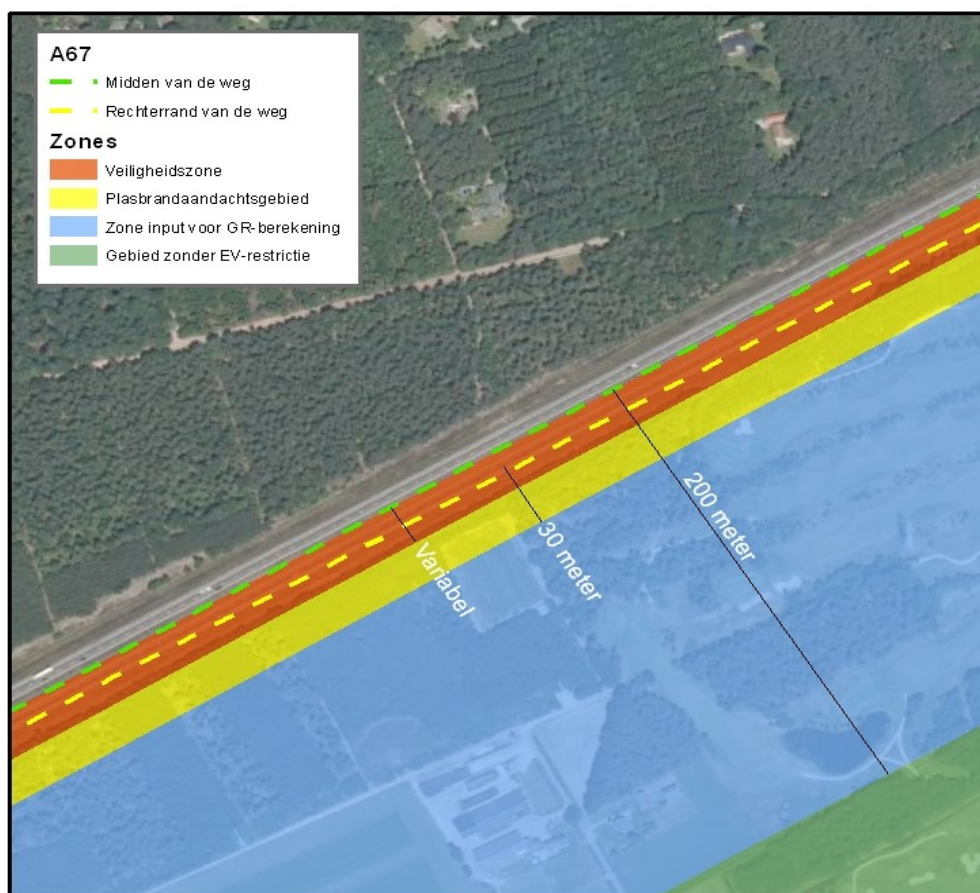 A67
Midden van de weg
Rechterrand van de weg
Zones
Veiligheidszone
Plasbrandaandachtsgebied
Zone input voor GR-berekening
Gebied zonder EV-restrictie
200 meter
30 meter
Variabel